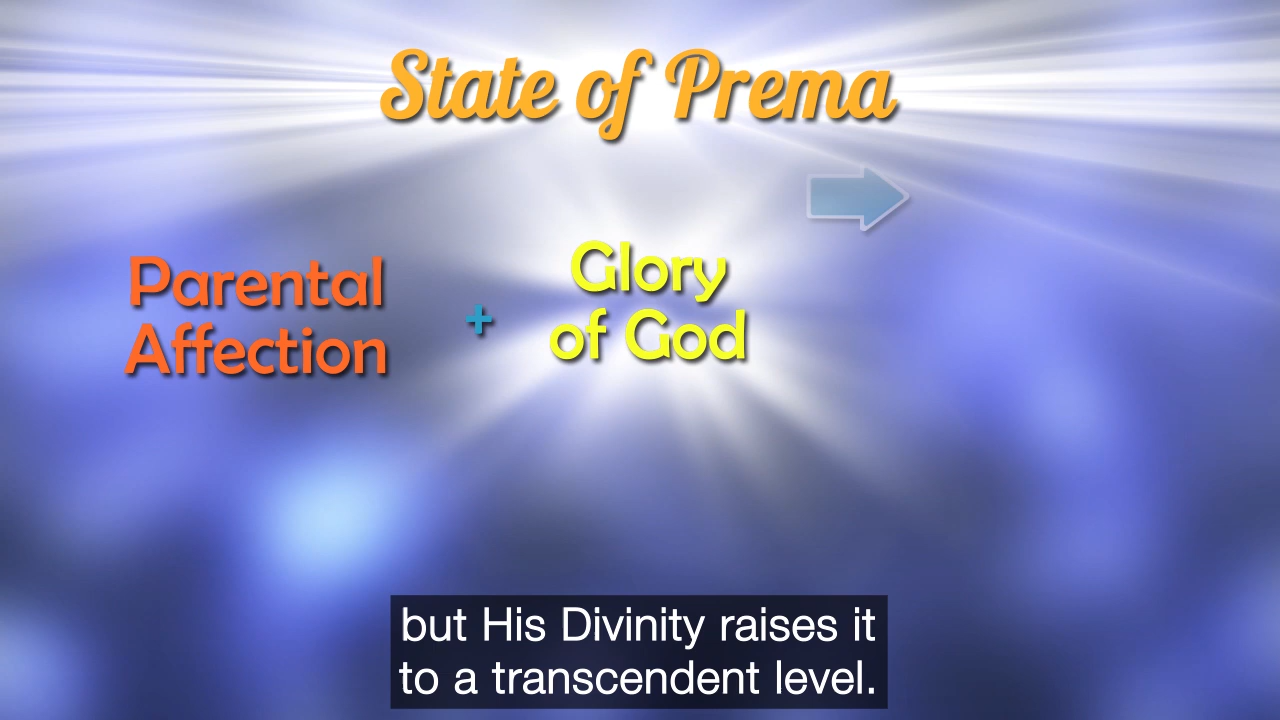 State of Prema
Parental
Affection
+
Glory
of God
but His Divinity raises it
to a transcendent level.